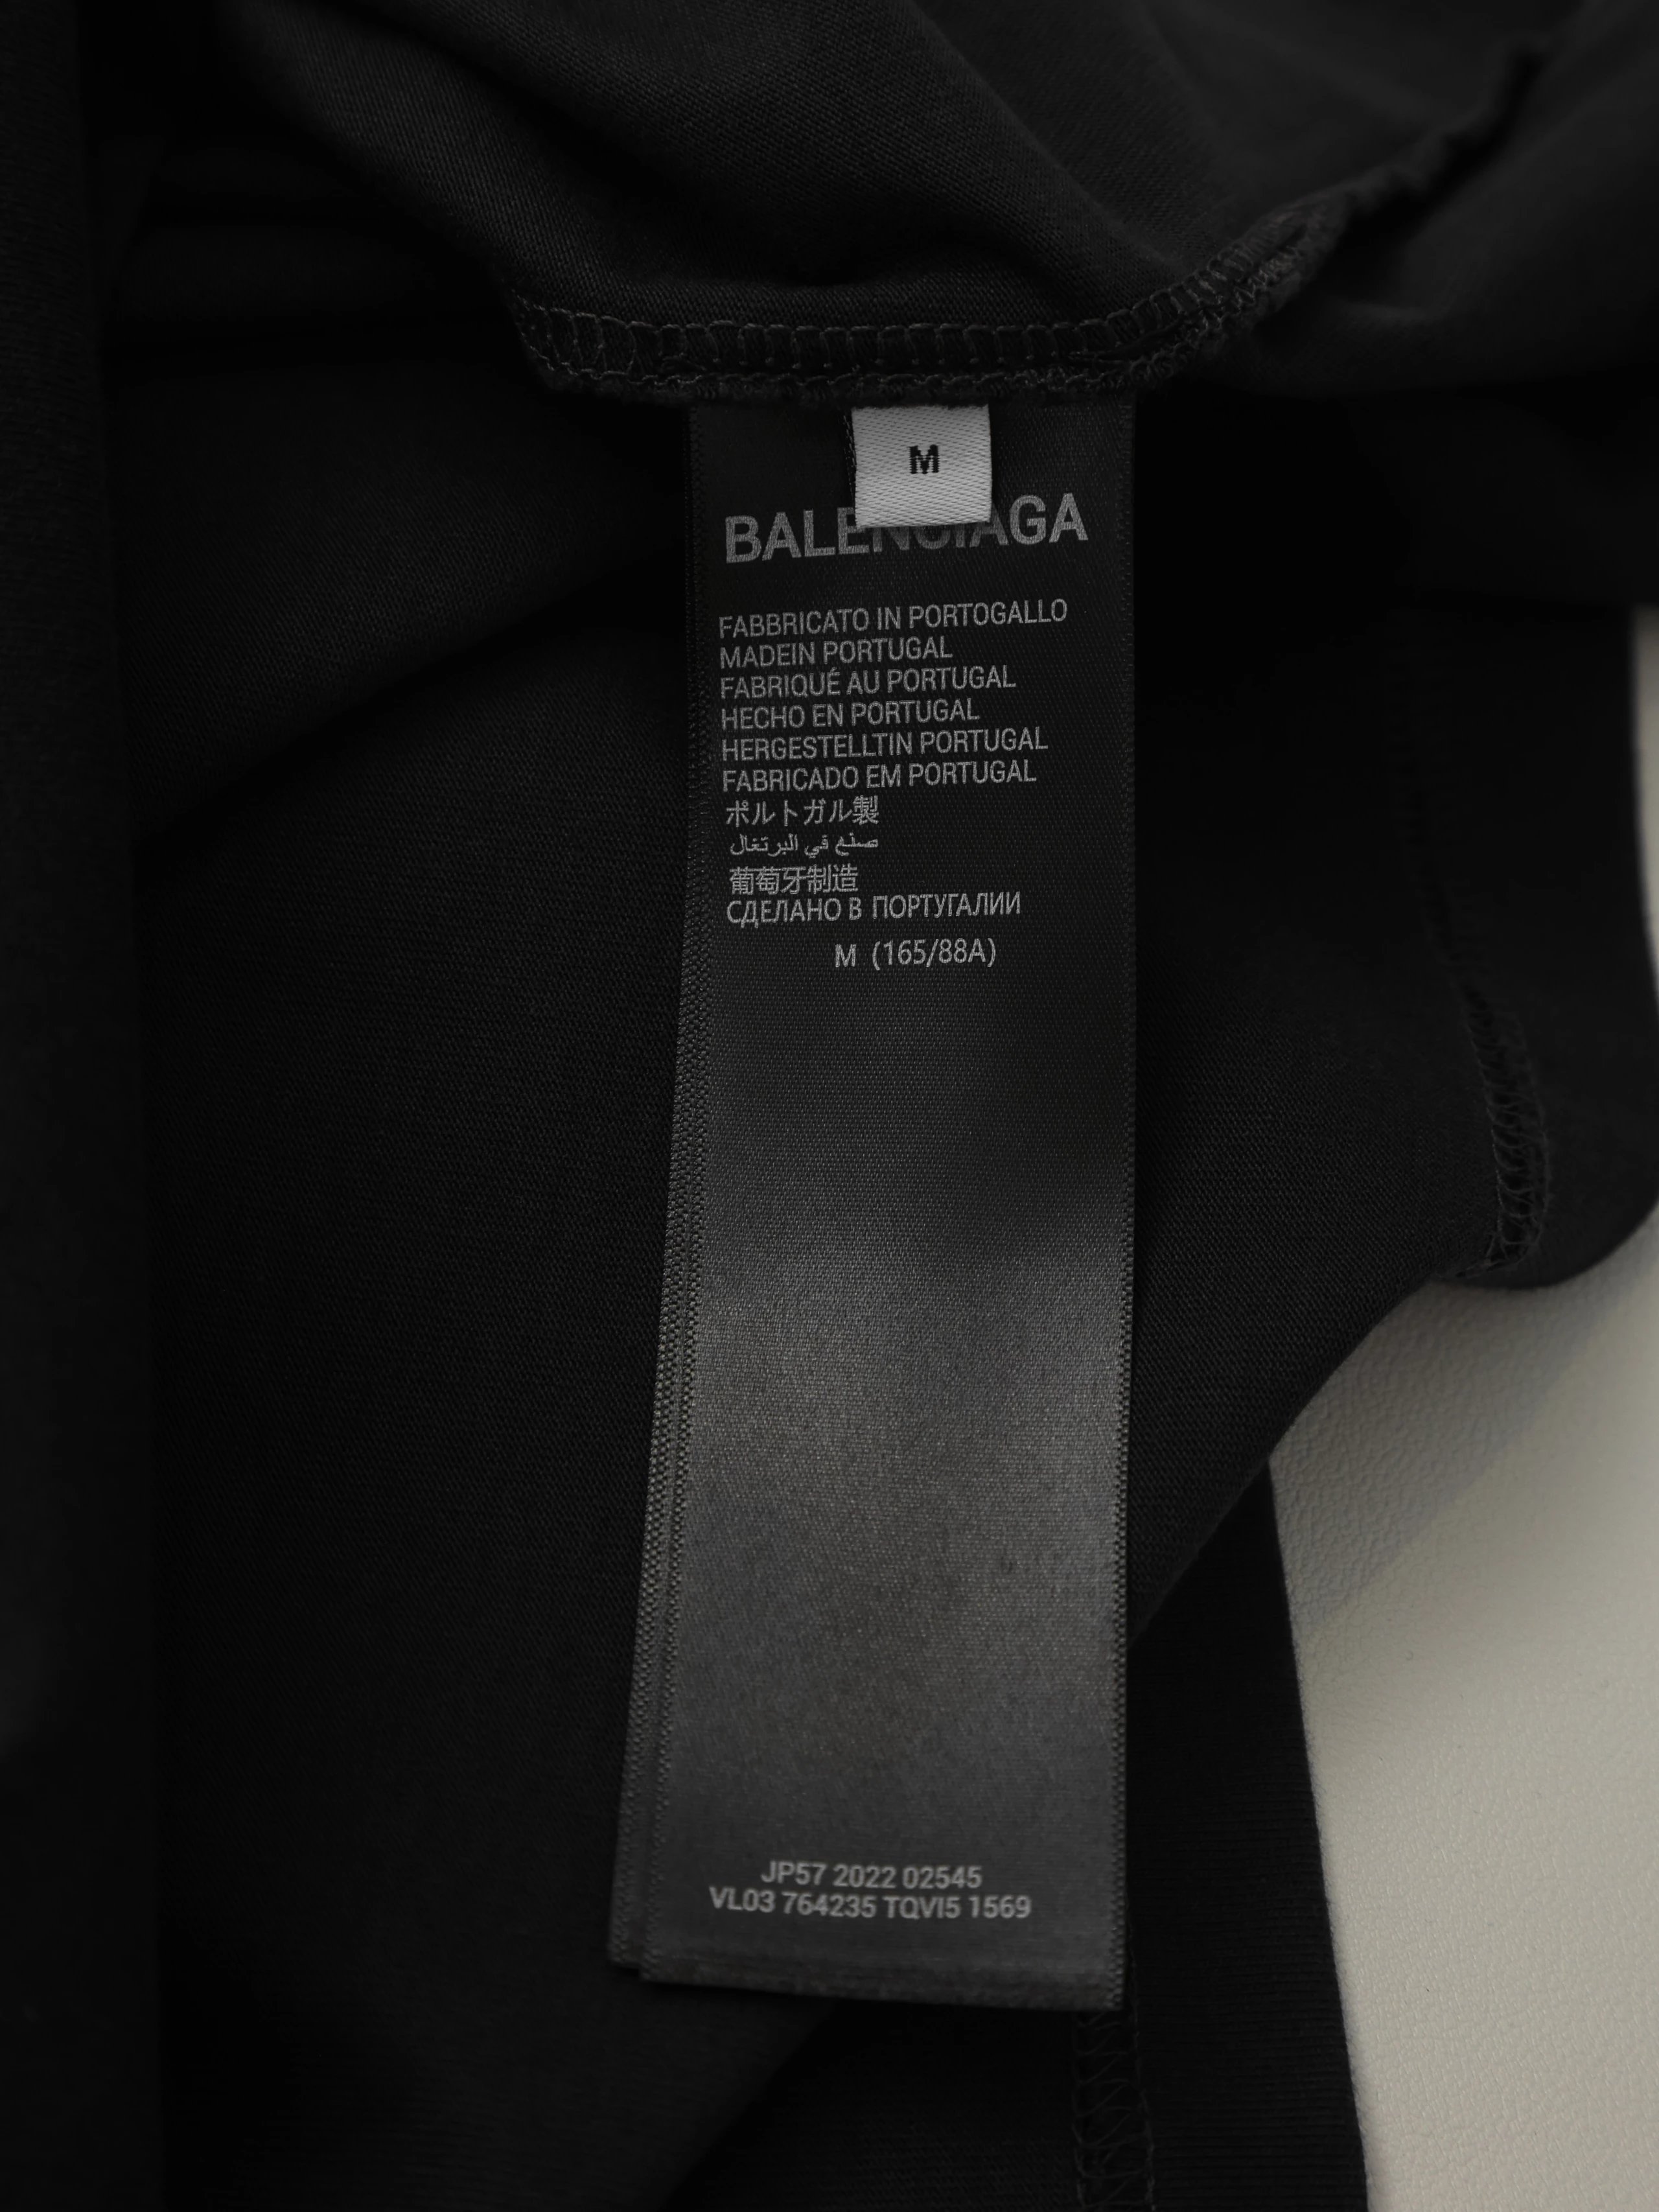 M
BALENCIAGA
FABBRICATO IN PORTOGALLO
MADEIN PORTUGAL
FABRIQUÉ AU PORTUGAL
HECHO EN PORTUGAL
HERGESTELLTIN PORTUGAL
FABRICADO EM PORTUGAL
ポルトガル製
صنع في البرتغال
葡萄牙制造
СДЕЛАНО В ПОРТУГАЛИИ
M (165/88A)
JP57 2022 02545
VL03 764235 TQVI5 1569